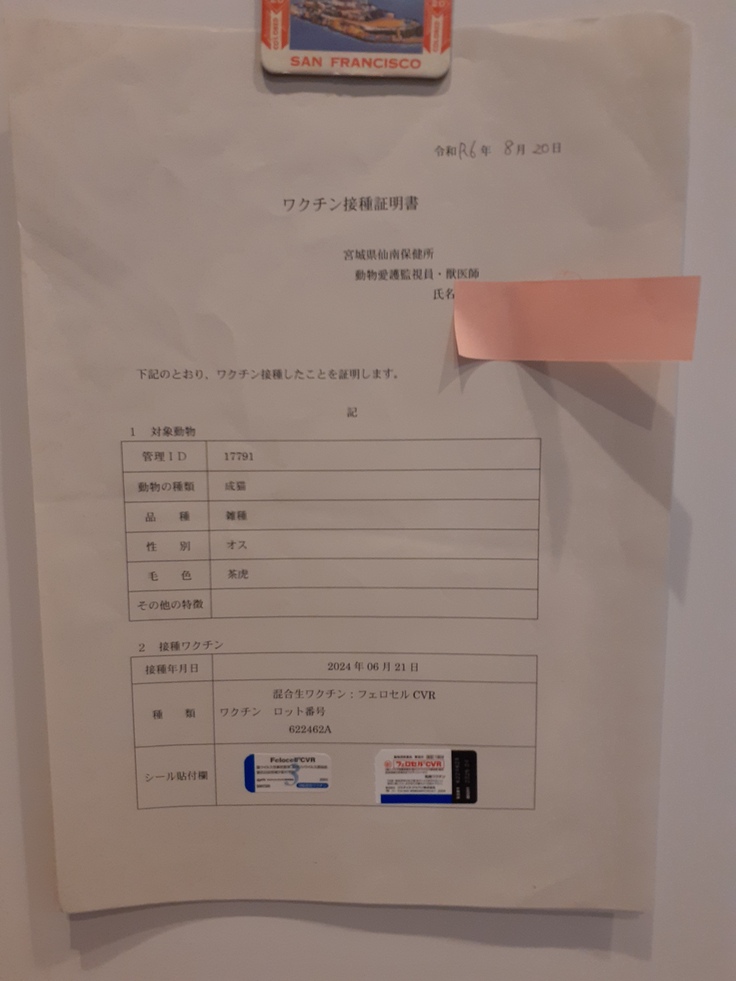 SAN FRANCISCO
令和R6年 8月20日
ワクチン接種証明書
宮城県仙南保健所
動物愛護監視員・獣医師
氏名
下記のとおり、ワクチン接種したことを証明します。
記
1 対象動物
管理ID 17791
動物の種類 成猫
品 種 雑種
性 別 オス
毛 色 茶虎
その他の特徴
2 接種ワクチン
接種年月日 2024年06月21日
種 類 混合生ワクチン:フェロセルCVR
ワクチン ロット番号
622462A
シール貼付欄
Felocell CVR
3
フェロセル CVR